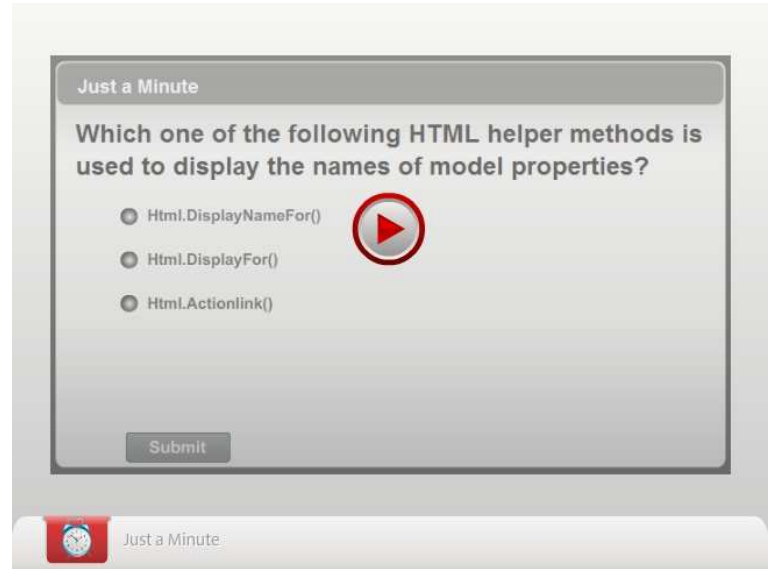 Just a Minute
Which one of the following HTML helper methods is
used to display the names of model properties?
Html.DisplayNameFor()
Html.DisplayFor()
Html.Actionlink()
Submit
Just a Minute